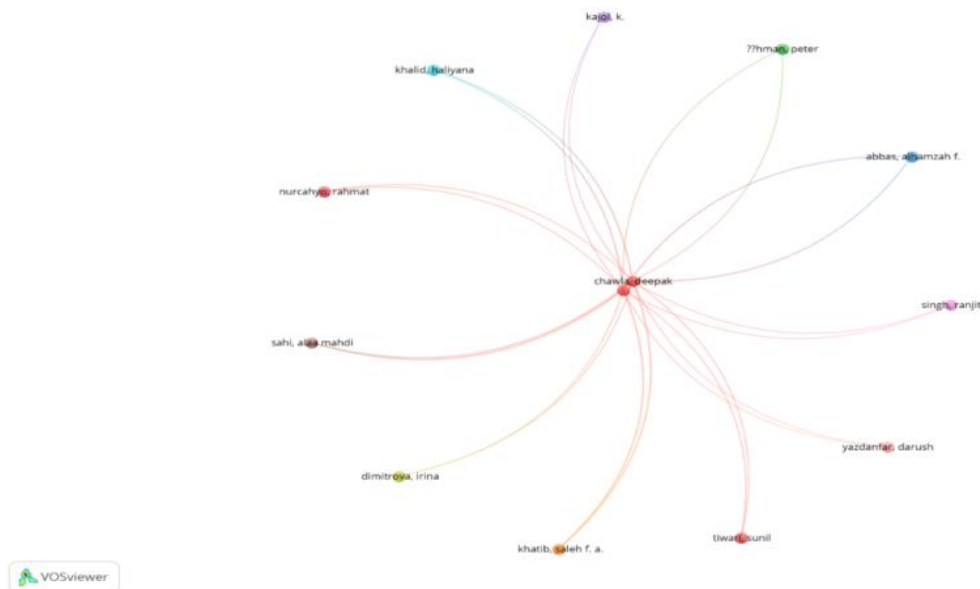 kajol, k.
??hman, peter
khalid, haliyana
abbas, alhamzah f.
nurcahyo, rahmat
chawla, deepak
singh, ranjit
sahi, alaa mahdi
yazdanfar, darush
dimitrova, irina
tiwari, sunil
khatib, saleh f. a.
VOSviewer